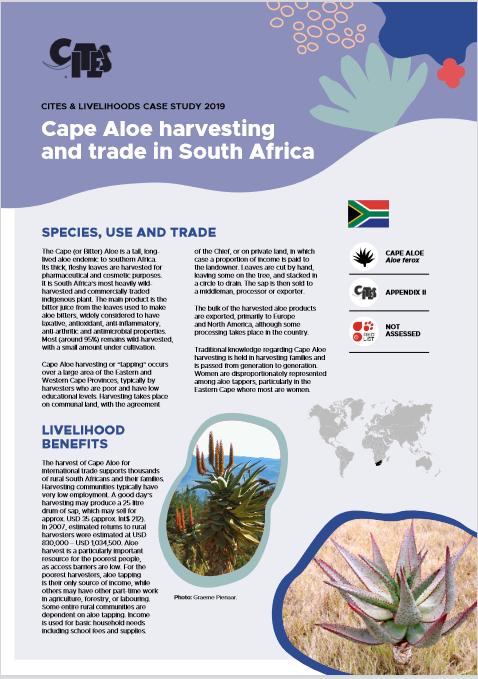 CITES
CITES & LIVELIHOODS CASE STUDY 2019
Cape Aloe harvesting
and trade in South Africa
SPECIES, USE AND TRADE
The Cape (or Bitter) Aloe is a tall, long-
lived aloe endemic to southern Africa.
Its thick, fleshy leaves are harvested for
pharmaceutical and cosmetic purposes.
It is South Africa's most heavily wild-
harvested and commercially traded
indigenous plant. The main product is the
bitter juice from the leaves used to make
aloe bitters, widely considered to have
laxative, antioxidant, anti-inflammatory,
anti-arthritic and antimicrobial properties.
Most (around 95%) remains wild-harvested,
with a small amount under cultivation.
Cape Aloe harvesting or "tapping" occurs
over a large area of the Eastern and
Western Cape Provinces, typically by
harvesters who are poor and have low
educational levels. Harvesting takes place
on communal land, with the agreement
of the Chief, or on private land, in which
case a proportion of income is paid to
the landowner. Leaves are cut by hand,
leaving some on the tree, and stacked in
a circle to drain. The sap is then sold to
a middleman, processor or exporter.
The bulk of the harvested aloe products
are exported, primarily to Europe
and North America, although some
processing takes place in the country.
Traditional knowledge regarding Cape Aloe
harvesting is held in harvesting families and
is passed from generation to generation.
Women are disproportionately represented
among aloe tappers, particularly in the
Eastern Cape where most are women.
CAPE ALOE
Aloe ferox
CITES
APPENDIX II
RED
LIST
NOT
ASSESSED
LIVELIHOOD
BENEFITS
The harvest of Cape Aloe for
international trade supports thousands
of rural South Africans and their families.
Harvesting communities typically have
very low employment. A good day's
harvesting may produce a 25 litre
drum of sap, which may sell for
approx. USD 35 (approx. Int$ 212).
In 2007, estimated returns to rural
harvesters were estimated at USD
830,000 – USD 1,034,500. Aloe
harvest is a particularly important
resource for the poorest people,
as access barriers are low. For the
poorest harvesters, aloe tapping
is their only source of income, while
others may have other part-time work
in agriculture, forestry, or labouring.
Some entire rural communities are
dependent on aloe tapping. Income
is used for basic household needs
including school fees and supplies.
Photo: Graeme Pienaar.